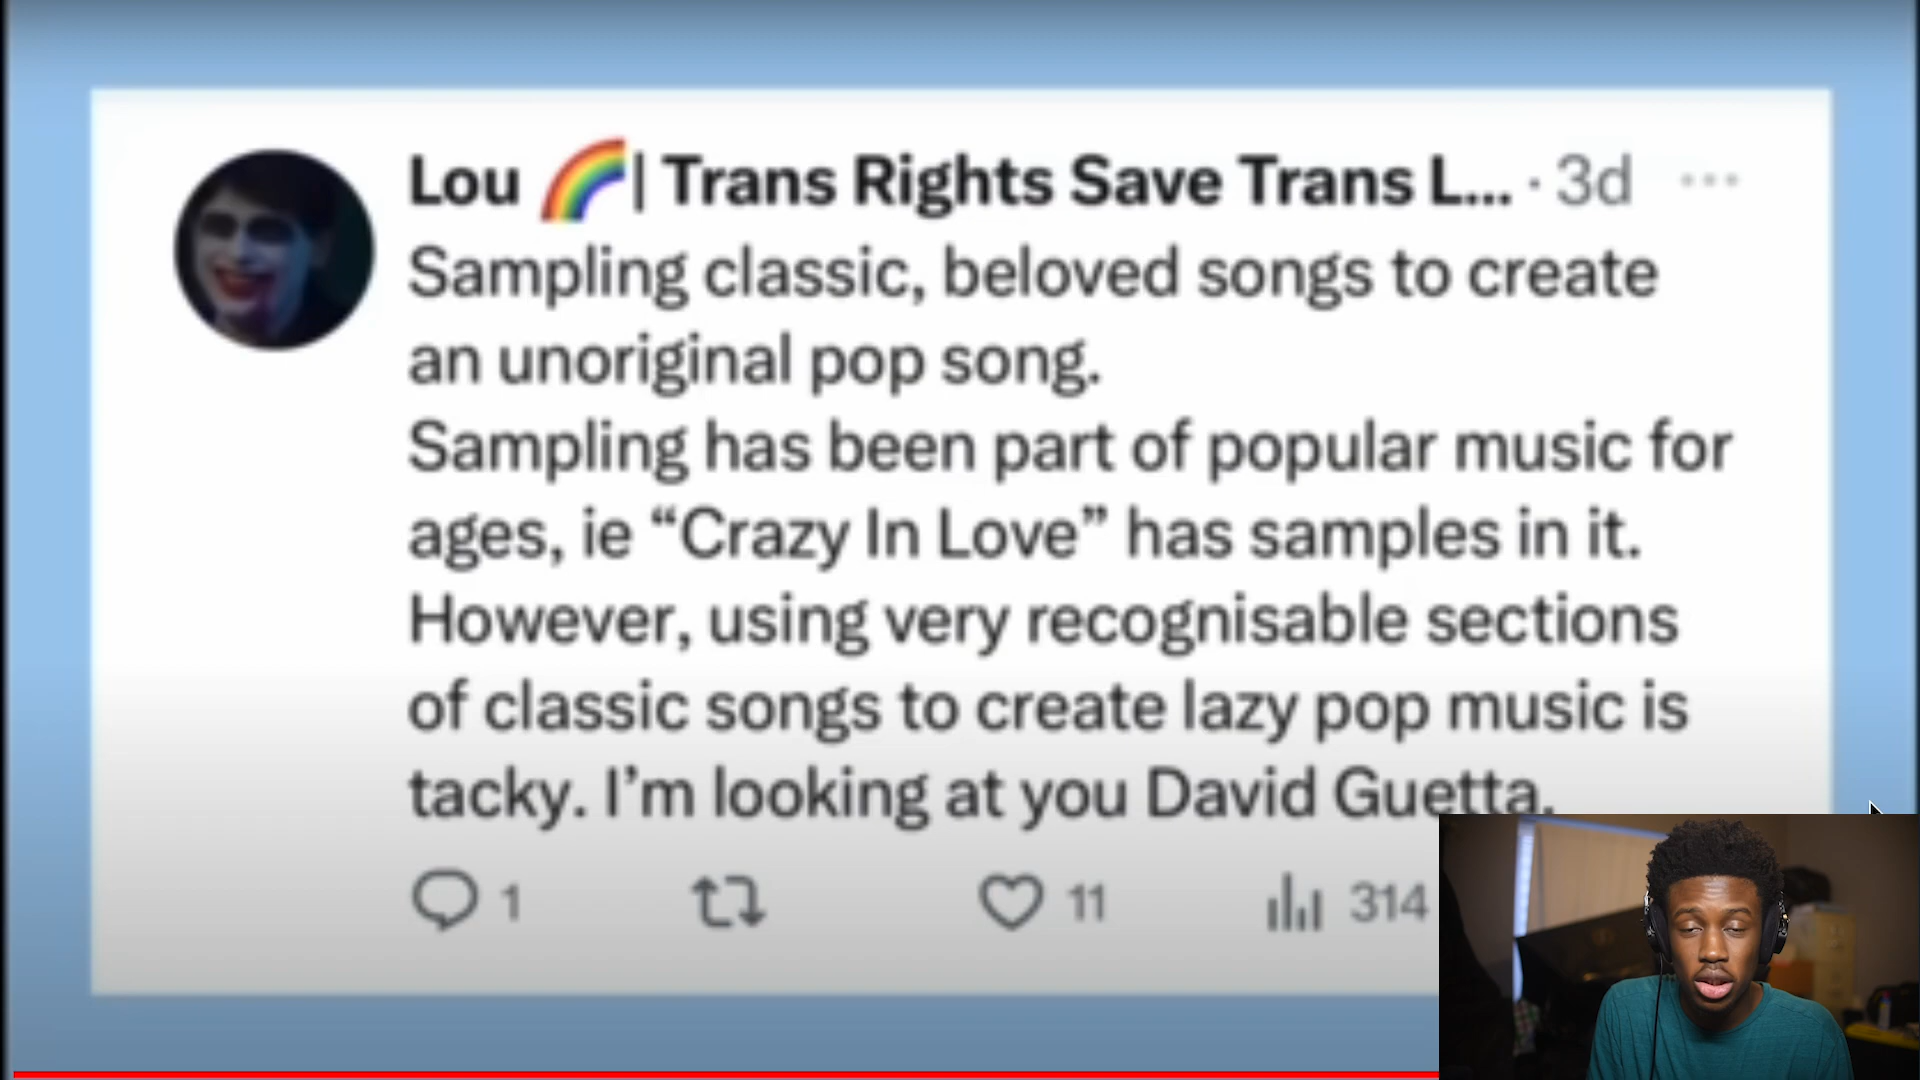 Lou 🌈| Trans Rights Save Trans L... · 3d
Sampling classic, beloved songs to create
an unoriginal pop song.
Sampling has been part of popular music for
ages, ie “Crazy In Love” has samples in it.
However, using very recognisable sections
of classic songs to create lazy pop music is
tacky. I’m looking at you David Guetta.
1 11 314